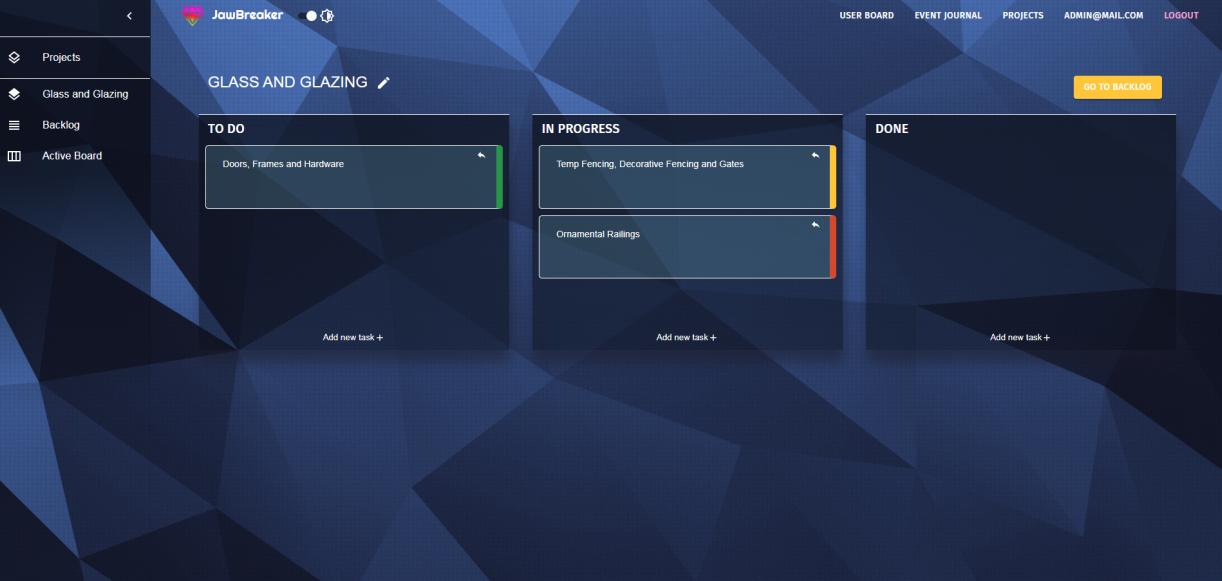 JawBreaker
USER BOARD
EVENT JOURNAL
PROJECTS
ADMIN@MAIL.COM
LOGOUT
Projects
Glass and Glazing
Backlog
Active Board
GLASS AND GLAZING
GO TO BACKLOG
TO DO
Doors, Frames and Hardware
Add new task +
IN PROGRESS
Temp Fencing, Decorative Fencing and Gates
Ornamental Railings
Add new task +
DONE
Add new task +